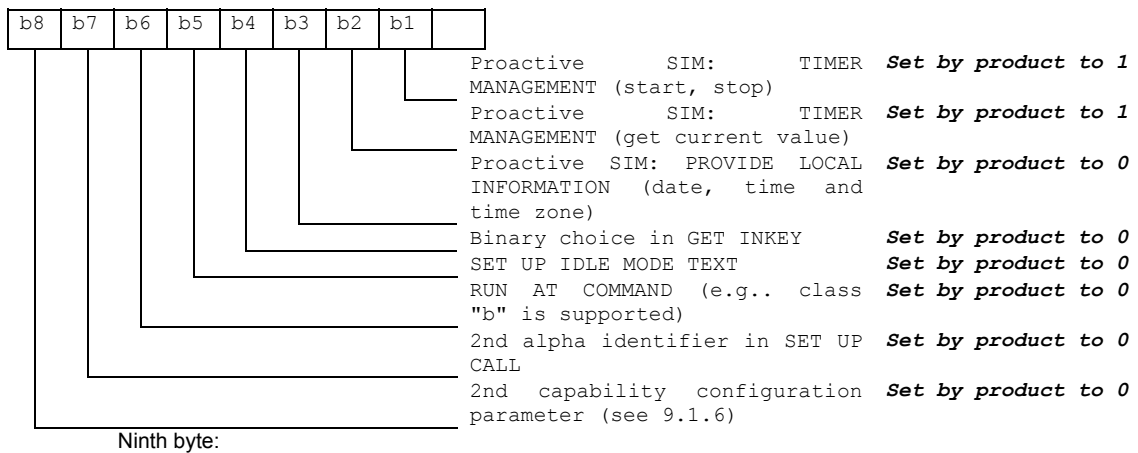 b8 b7 b6 b5 b4 b3 b2 b1
Proactive SIM: TIMER Set by product to 1
MANAGEMENT (start, stop)
Proactive SIM: TIMER Set by product to 1
MANAGEMENT (get current value)
Proactive SIM: PROVIDE LOCAL Set by product to 0
INFORMATION (date, time and
time zone)
Binary choice in GET INKEY Set by product to 0
SET UP IDLE MODE TEXT Set by product to 0
RUN AT COMMAND (e.g.. class Set by product to 0
"b" is supported)
2nd alpha identifier in SET UP Set by product to 0
CALL
2nd capability configuration Set by product to 0
parameter (see 9.1.6)
Ninth byte: